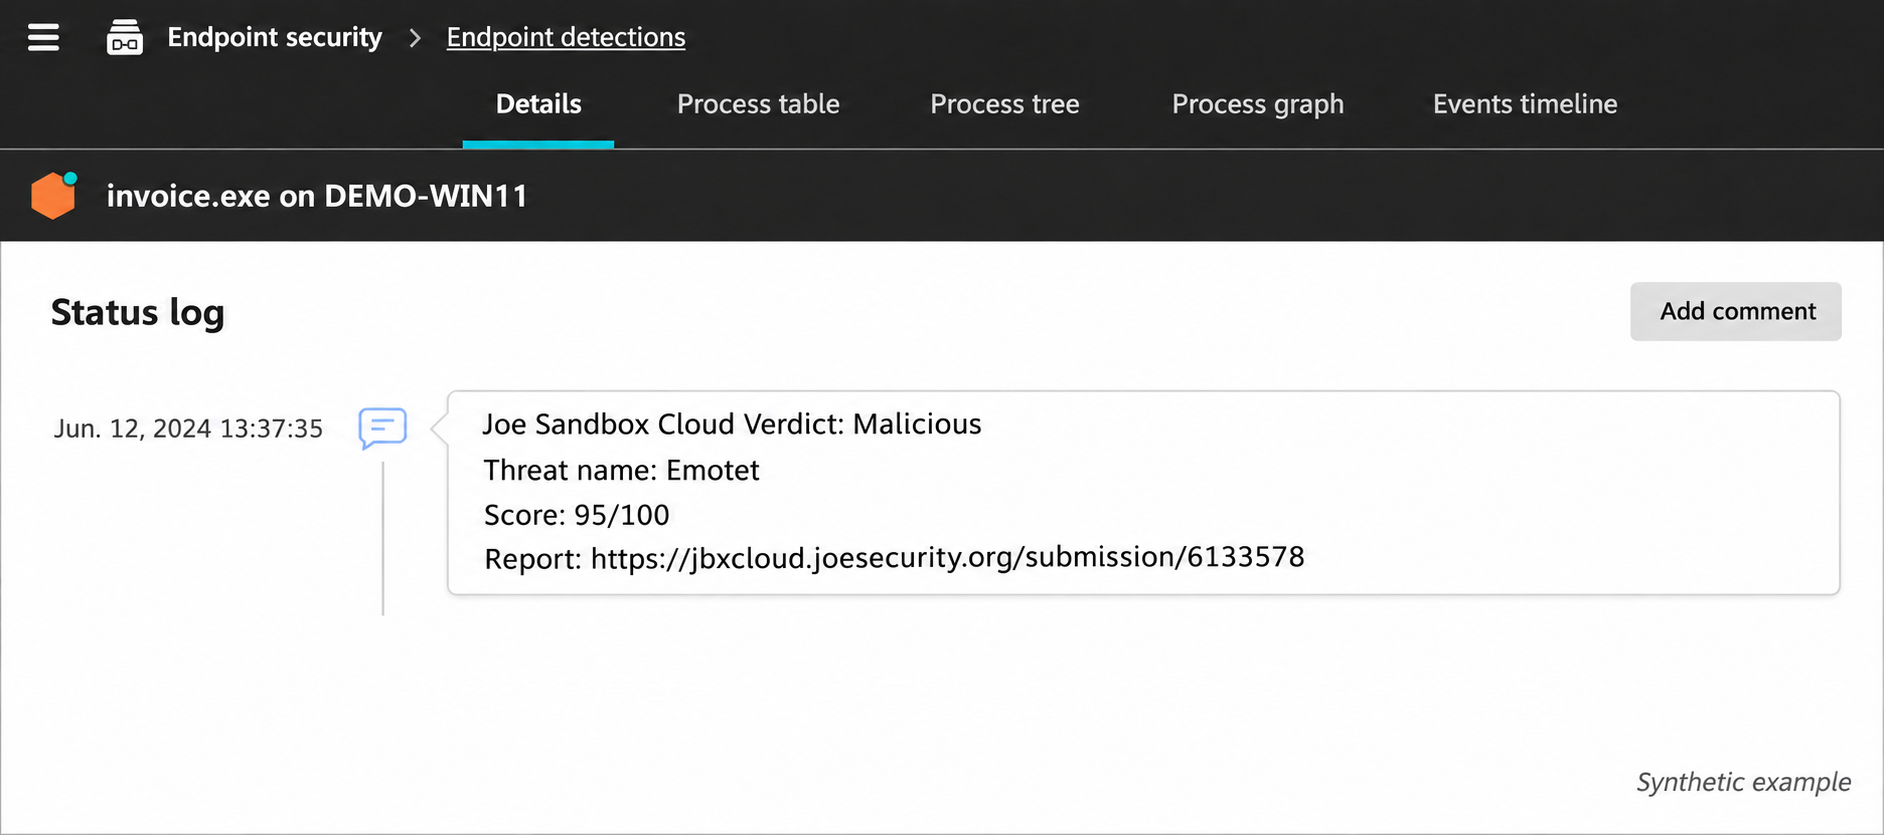 Endpoint security > Endpoint detections
Details Process table Process tree Process graph Events timeline
invoice.exe on DEMO-WIN11
Status log
Add comment
Jun. 12, 2024 13:37:35
Joe Sandbox Cloud Verdict: Malicious
Threat name: Emotet
Score: 95/100
Report: https://jbxcloud.joesecurity.org/submission/6133578
Synthetic example